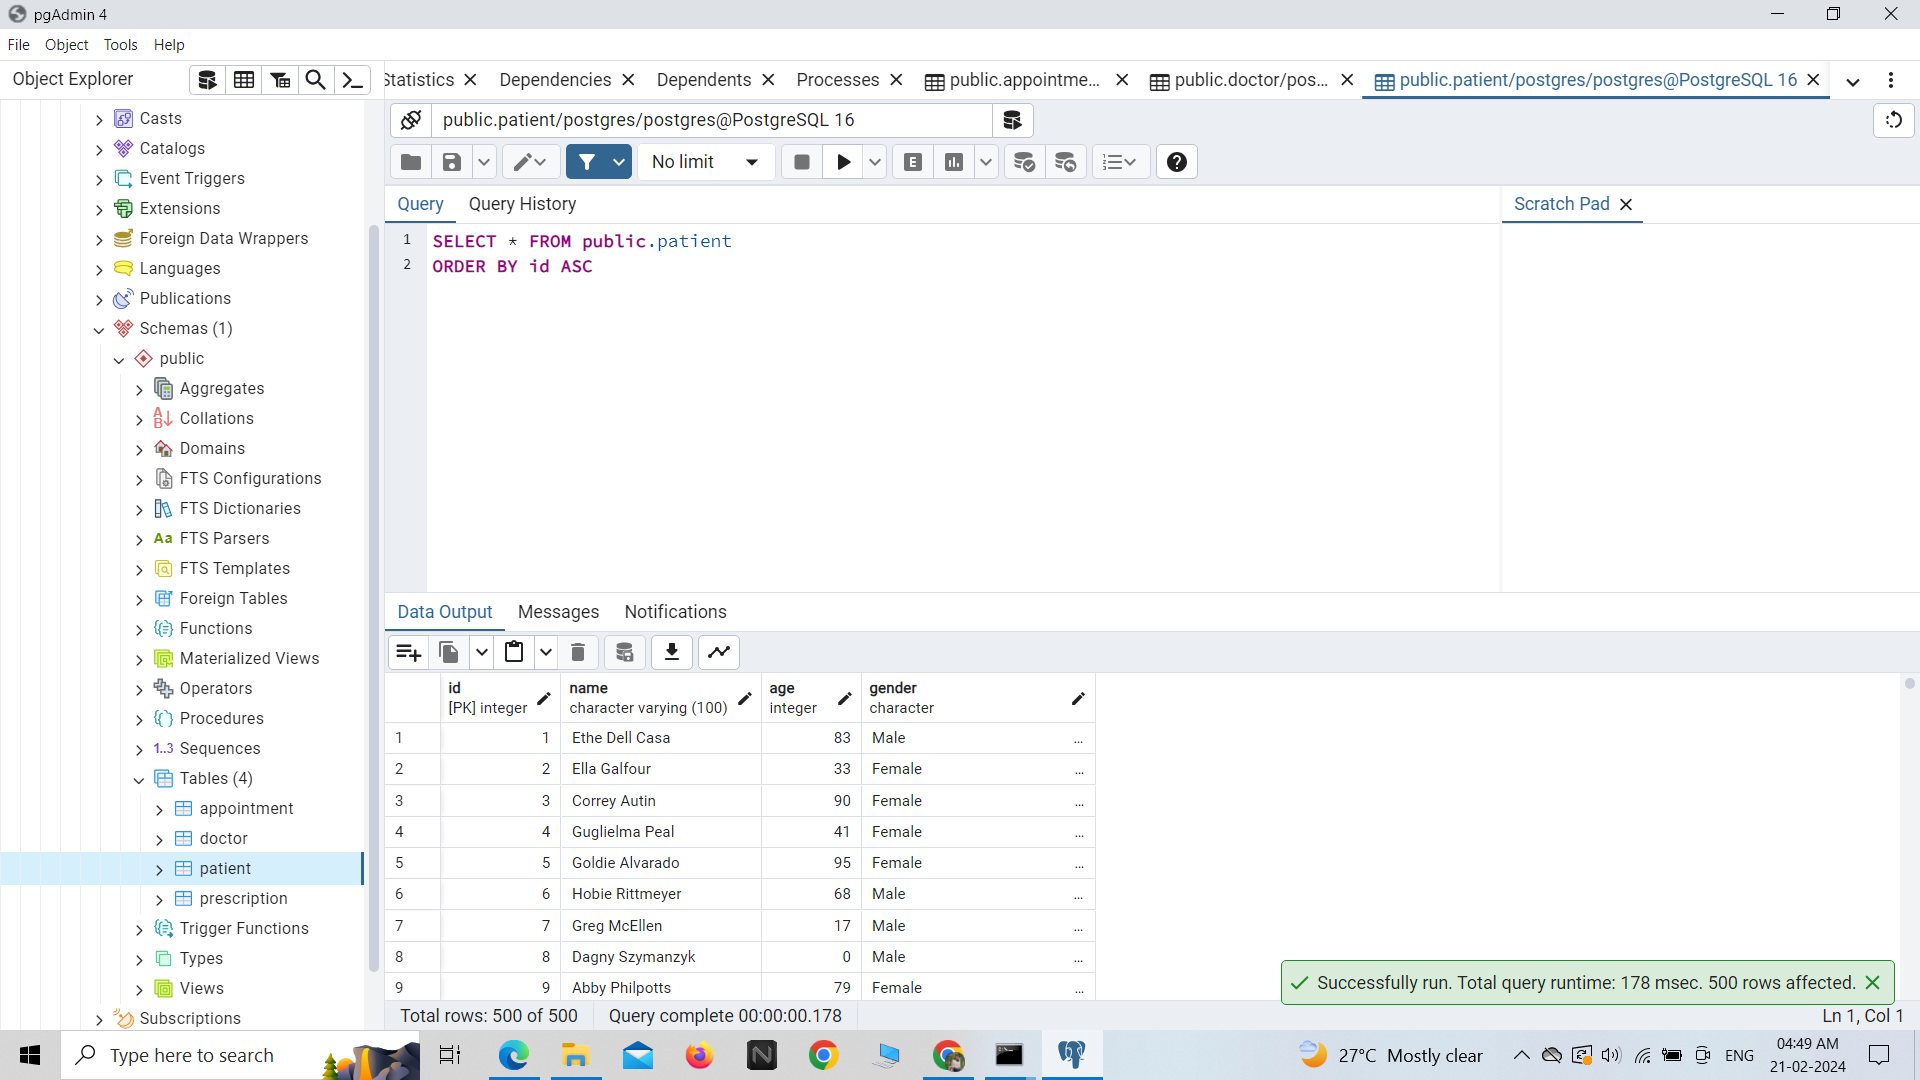 pgAdmin 4
File Object Tools Help
Object Explorer
Statistics Dependencies Dependents Processes public.appointme... public.doctor/pos... public.patient/postgres/postgres@PostgreSQL 16
public.patient/postgres/postgres@PostgreSQL 16
No limit
E
Query Query History
Scratch Pad
1 SELECT * FROM public.patient
2 ORDER BY id ASC
Casts
Catalogs
Event Triggers
Extensions
Foreign Data Wrappers
Languages
Publications
Schemas (1)
public
Aggregates
Collations
Domains
FTS Configurations
FTS Dictionaries
Aa FTS Parsers
FTS Templates
Foreign Tables
Functions
Materialized Views
Operators
Procedures
1..3 Sequences
Tables (4)
appointment
doctor
patient
prescription
Trigger Functions
Types
Views
Subscriptions
Data Output Messages Notifications
id name age gender
[PK] integer character varying (100) integer character
1 1 Ethe Dell Casa 83 Male ...
2 2 Ella Galfour 33 Female ...
3 3 Correy Autin 90 Female ...
4 4 Guglielma Peal 41 Female ...
5 5 Goldie Alvarado 95 Female ...
6 6 Hobie Rittmeyer 68 Male ...
7 7 Greg McEllen 17 Male ...
8 8 Dagny Szymanzyk 0 Male ...
9 9 Abby Philpotts 79 Female ...
Successfully run. Total query runtime: 178 msec. 500 rows affected.
Total rows: 500 of 500 Query complete 00:00:00.178 Ln 1, Col 1
Type here to search
27°C Mostly clear
ENG
04:49 AM
21-02-2024